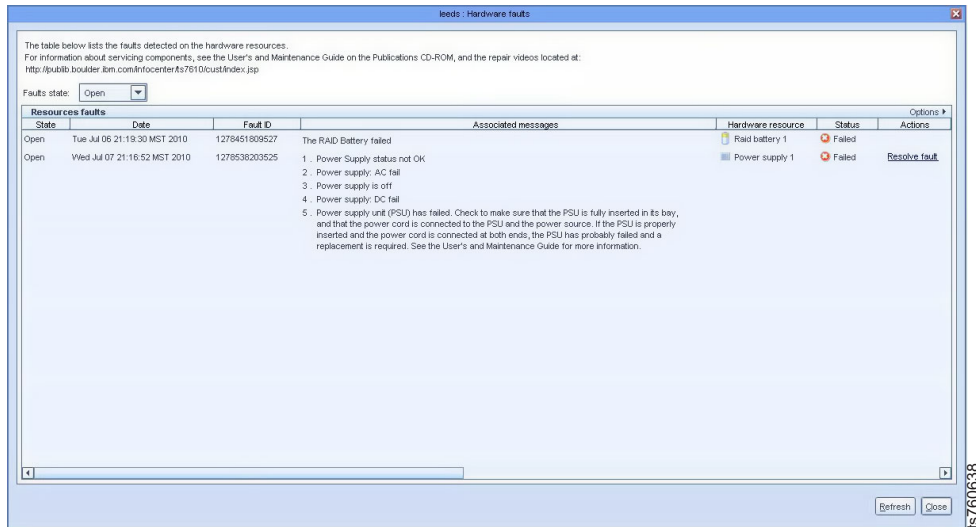 leeds : Hardware faults
The table below lists the faults detected on the hardware resources.
For information about servicing components, see the User's and Maintenance Guide on the Publications CD-ROM, and the repair videos located at:
http://publib.boulder.ibm.com/infocenter/ts7610/cust/index.jsp
Faults state: Open
Resources faults Options
State Date Fault ID Associated messages Hardware resource Status Actions
Open Tue Jul 06 21:19:30 MST 2010 1278451809527 The RAID Battery failed Raid battery 1 Failed
Open Wed Jul 07 21:16:52 MST 2010 1278538203525 1 . Power Supply status not OK Power supply 1 Failed Resolve fault
2 . Power supply: AC fail
3 . Power supply is off
4 . Power supply: DC fail
5 . Power supply unit (PSU) has failed. Check to make sure that the PSU is fully inserted in its bay,
and that the power cord is connected to the PSU and the power source. If the PSU is properly
inserted and the power cord is connected at both ends, the PSU has probably failed and a
replacement is required. See the User's and Maintenance Guide for more information.
Refresh Close